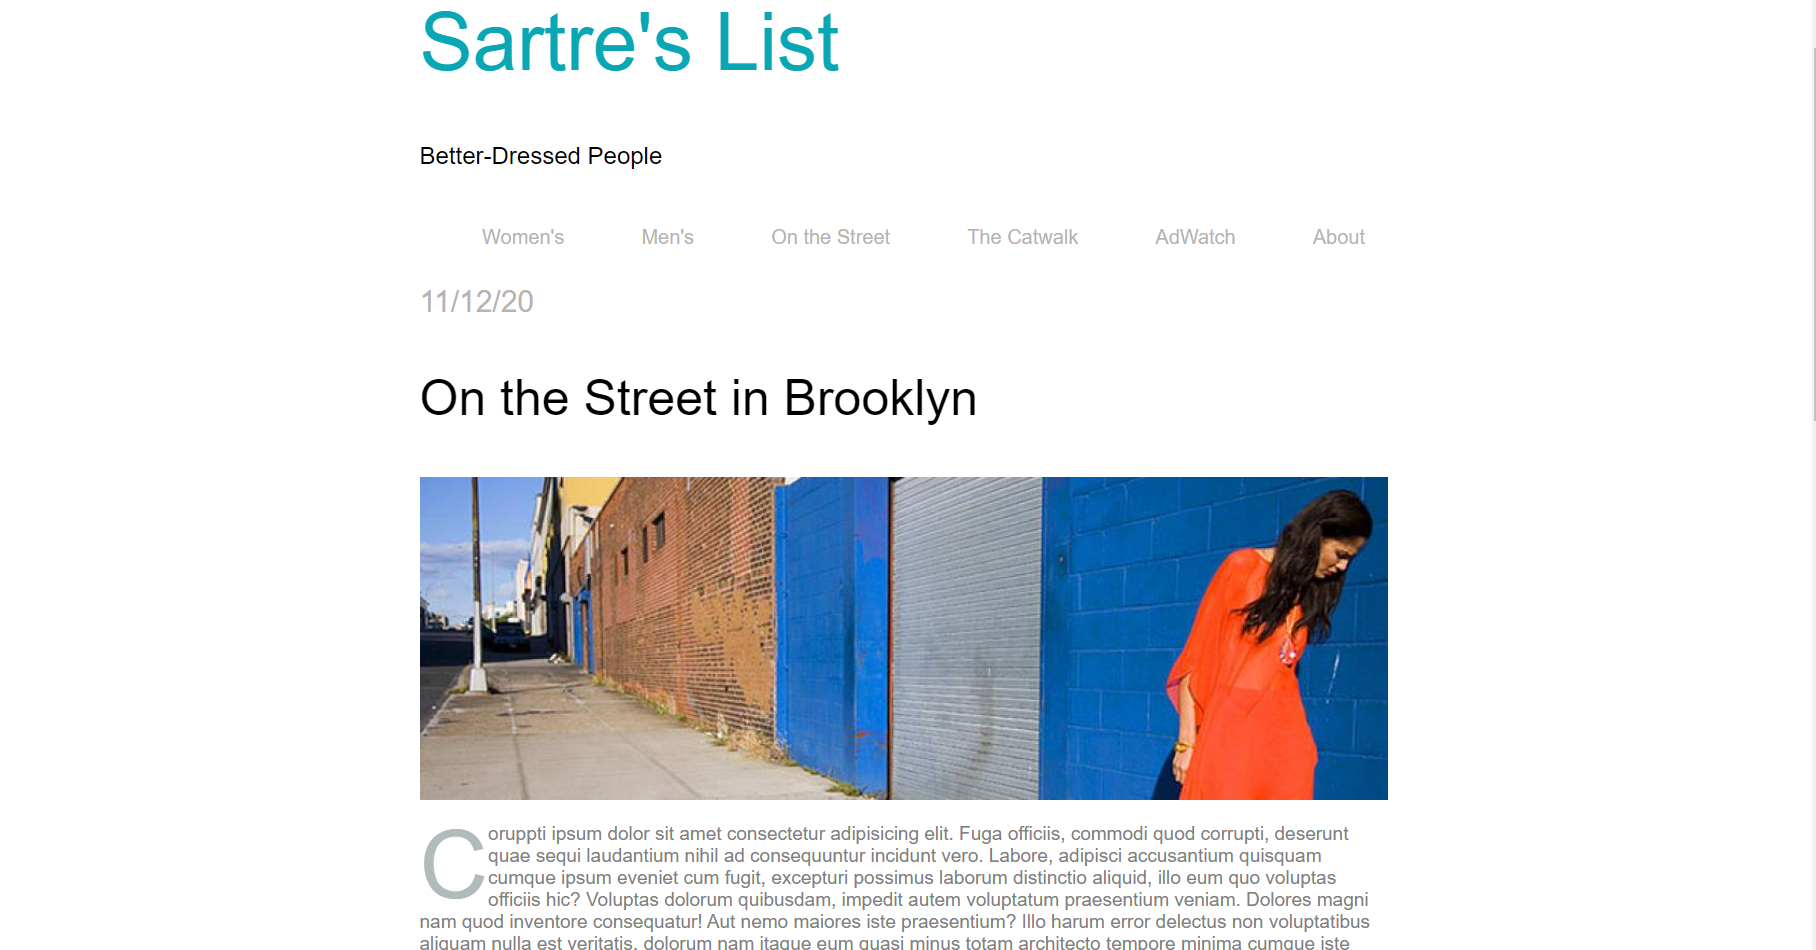 Sartre's List
Better-Dressed People
Women's Men's On the Street The Catwalk AdWatch About
11/12/20
On the Street in Brooklyn
Coruppti ipsum dolor sit amet consectetur adipisicing elit. Fuga officiis, commodi quod corrupti, deserunt
quae sequi laudantium nihil ad consequuntur incidunt vero. Labore, adipisci accusantium quisquam
cumque ipsum eveniet cum fugit, excepturi possimus laborum distinctio aliquid, illo eum quo voluptas
officiis hic? Voluptas dolorum quibusdam, impedit autem voluptatum praesentium veniam. Dolores magni
nam quod inventore consequatur! Aut nemo maiores iste praesentium? Illo harum error delectus non voluptatibus
aliquam nulla est veritatis, dolorum nam itaque eum quasi minus totam architecto tempore minima cumque iste